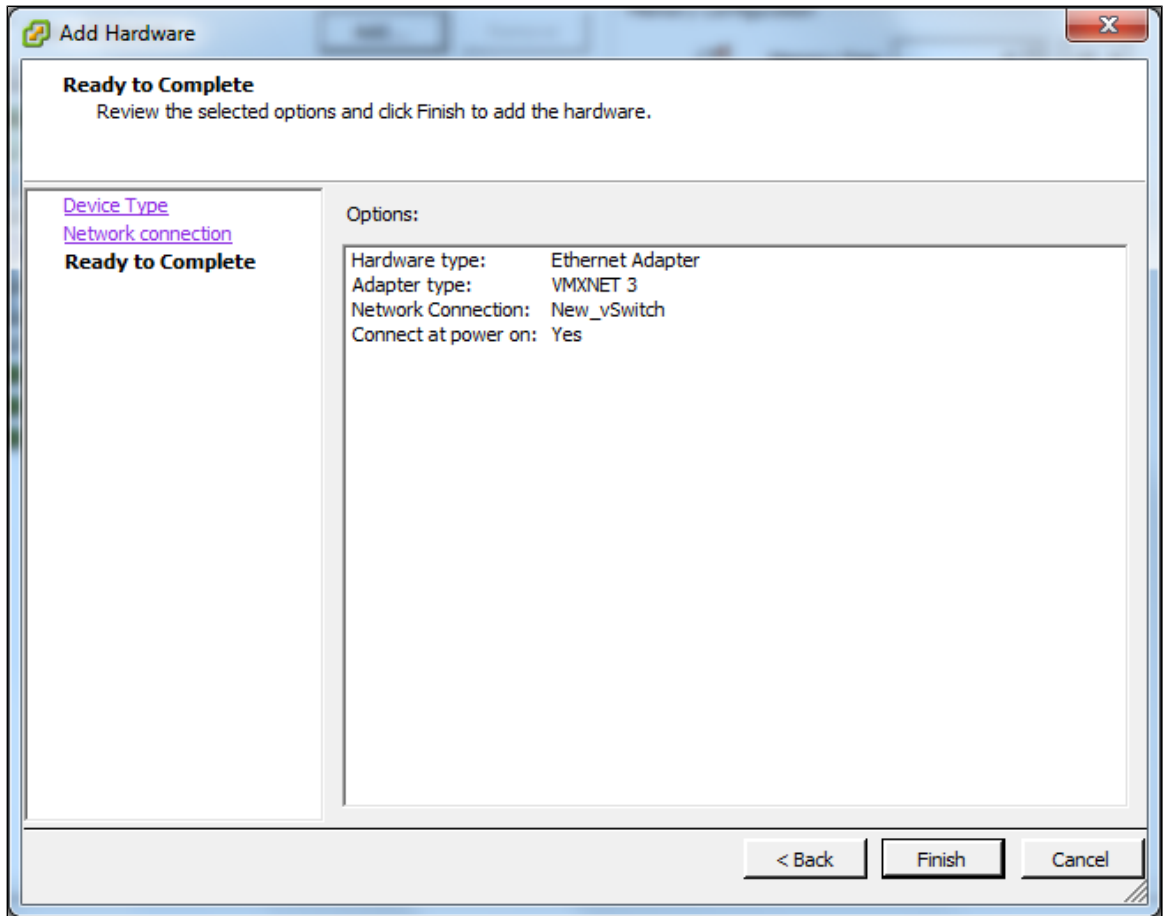 Add Hardware
Ready to Complete
Review the selected options and click Finish to add the hardware.
Device Type
Network connection
Ready to Complete
Options:
Hardware type: Ethernet Adapter
Adapter type: VMXNET 3
Network Connection: New_vSwitch
Connect at power on: Yes
< Back Finish Cancel